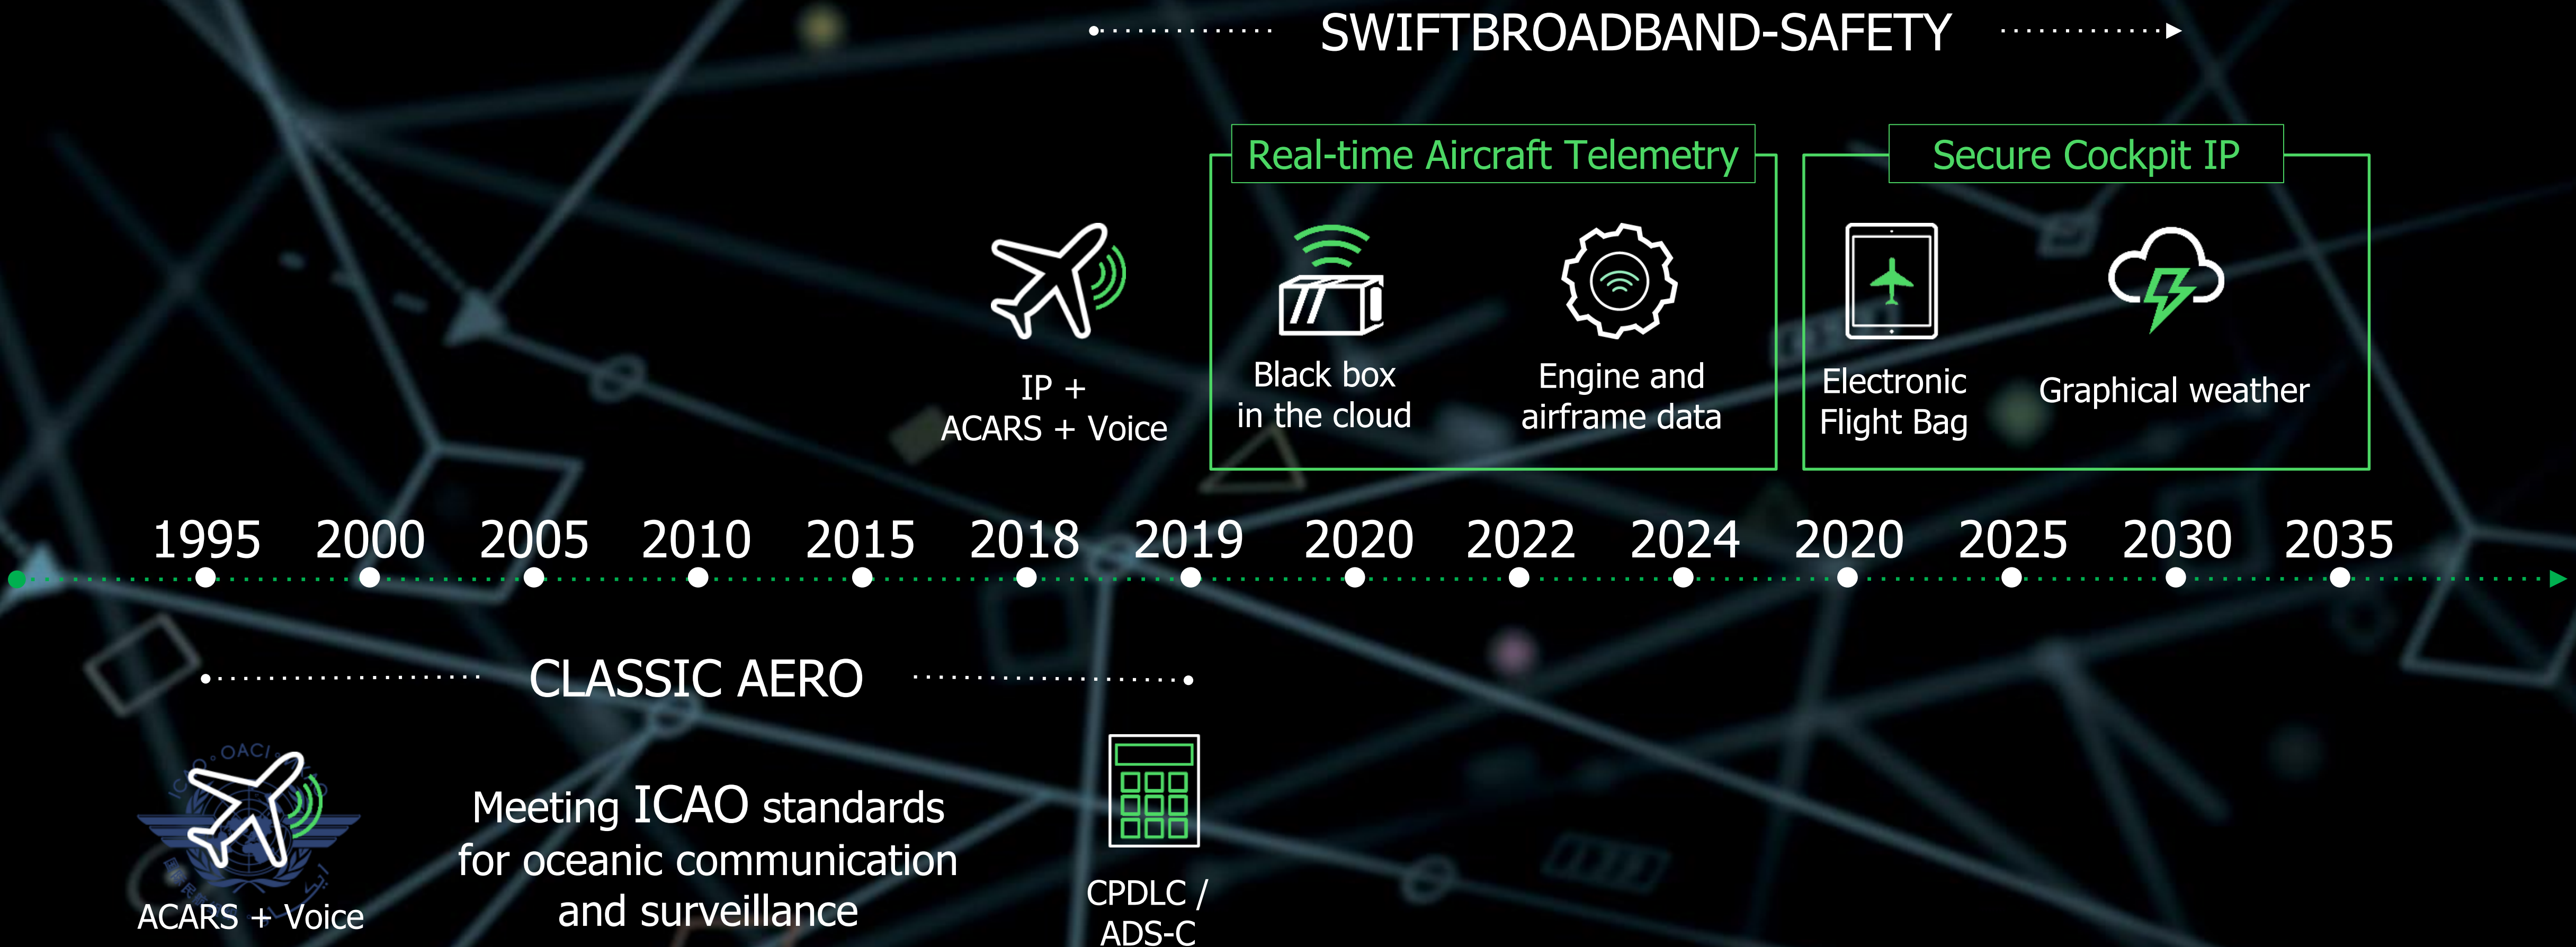 SWIFTBROADBAND-SAFETY
Real-time Aircraft Telemetry
Secure Cockpit IP
IP +
ACARS + Voice
Black box
in the cloud
Engine and
airframe data
Electronic
Flight Bag
Graphical weather
1995 2000 2005 2010 2015 2018 2019 2020 2022 2024 2020 2025 2030 2035
CLASSIC AERO
ICAO OACI
ACARS + Voice
Meeting ICAO standards
for oceanic communication
and surveillance
CPDLC /
ADS-C